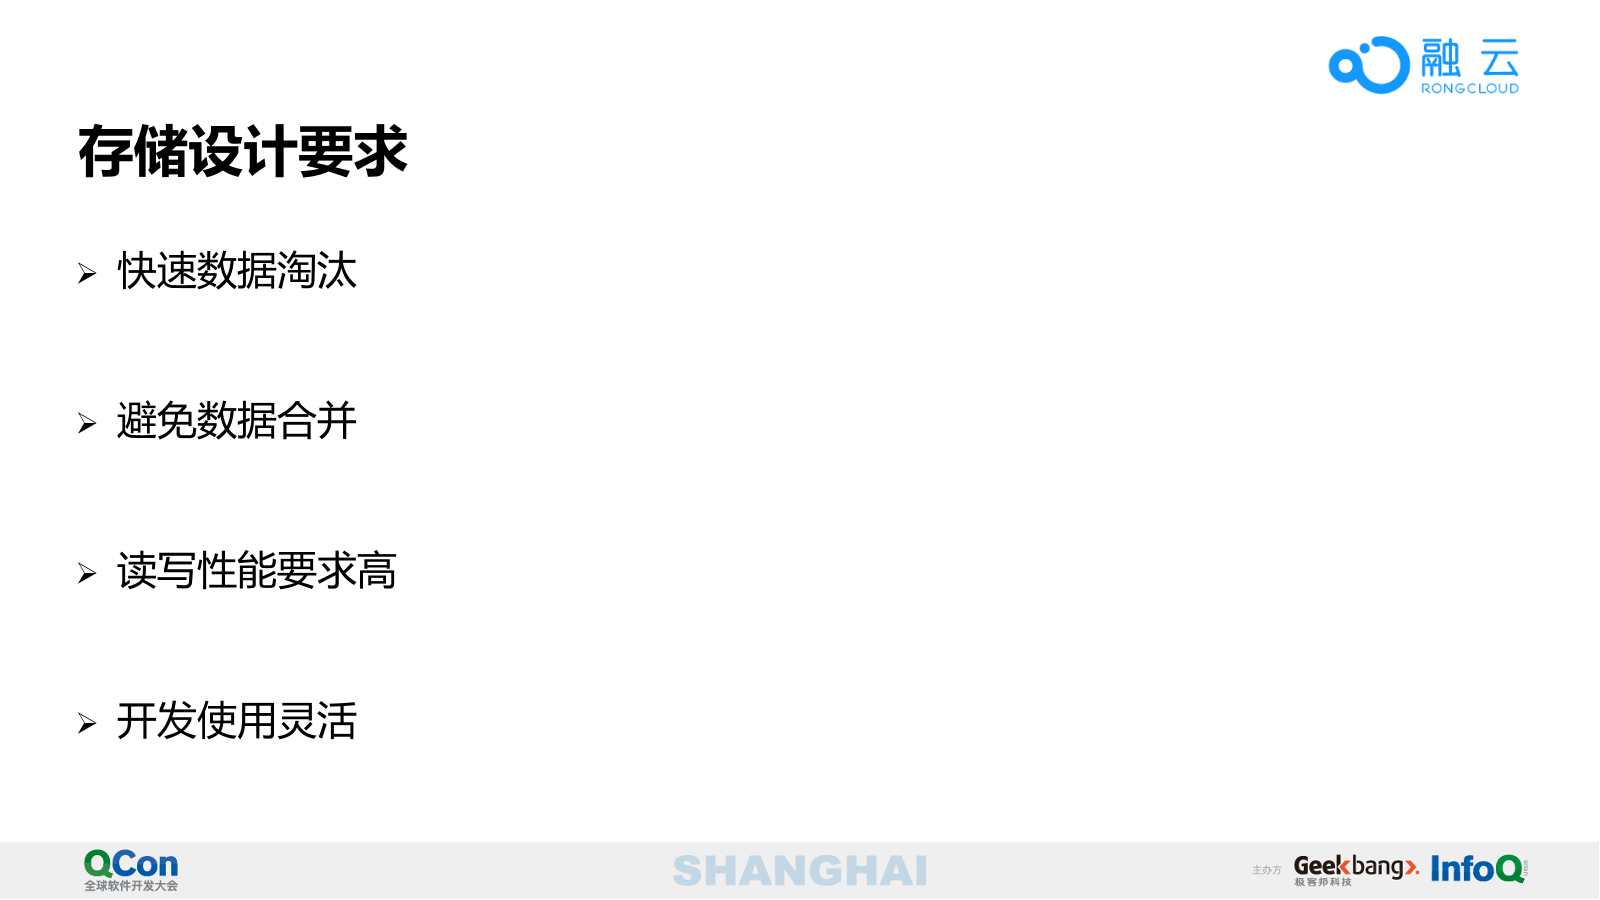 融 云
RONGCLOUD
存储设计要求
快速数据淘汰
避免数据合并
读写性能要求高
开发使用灵活
QCon
全球软件开发大会
SHANGHAI
主办方
Geekbang
极客邦科技
InfoQ